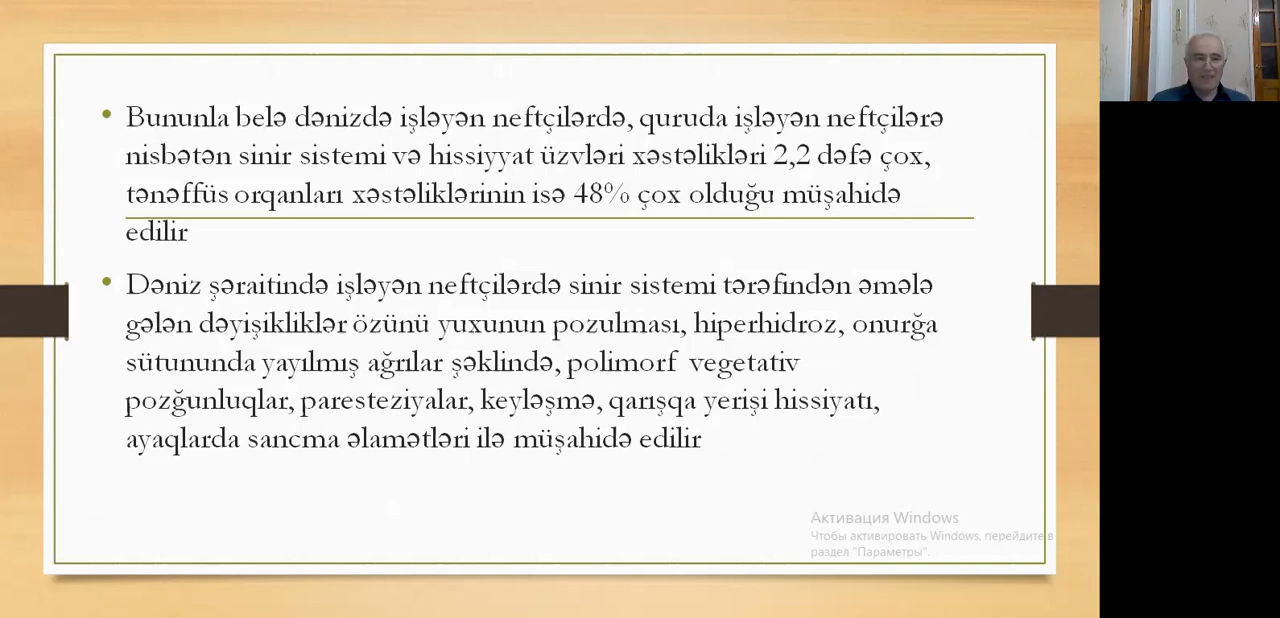 • Bununla belə dənizdə işləyən neftçilərdə, quruda işləyən neftçilərə
nisbətən sinir sistemi və hissiyyat üzvləri xəstəlikləri 2,2 dəfə çox,
tənəffüs orqanları xəstəliklərinin isə 48% çox olduğu müşahidə
edilir
• Dəniz şəraitində işləyən neftçilərdə sinir sistemi tərəfindən əmələ
gələn dəyişikliklər özünü yuxunun pozulması, hiperhidroz, onurğa
sütununda yayılmış ağrılar şəklində, polimorf vegetativ
pozğunluqlar, paresteziyalar, keyləşmə, qarışqa yerişi hissiyatı,
ayaqlarda sancma əlamətləri ilə müşahidə edilir
Активация Windows
Чтобы активировать Windows, перейдите в
раздел "Параметры".